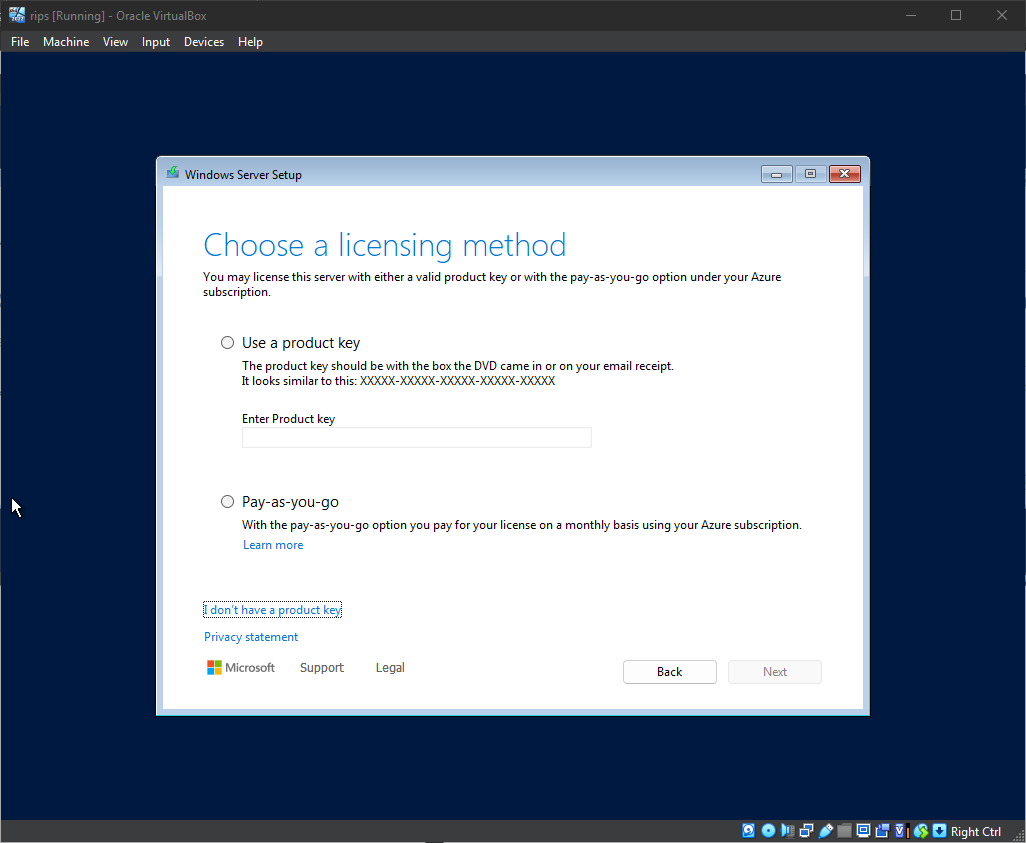 rips [Running] - Oracle VirtualBox
File Machine View Input Devices Help
Windows Server Setup
Choose a licensing method
You may license this server with either a valid product key or with the pay-as-you-go option under your Azure
subscription.
Use a product key
The product key should be with the box the DVD came in or on your email receipt.
It looks similar to this: XXXXX-XXXXX-XXXXX-XXXXX-XXXXX
Enter Product key
Pay-as-you-go
With the pay-as-you-go option you pay for your license on a monthly basis using your Azure subscription.
Learn more
I don't have a product key
Privacy statement
Microsoft Support Legal
Back Next
Right Ctrl